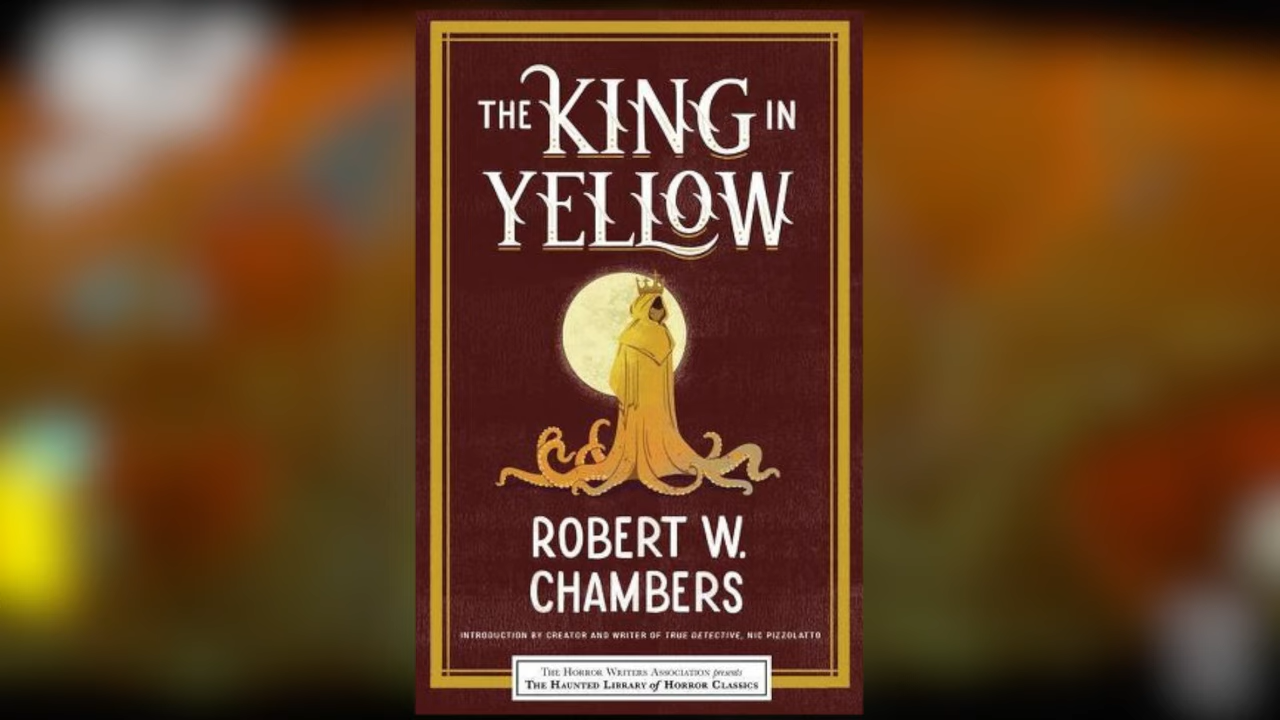 THE KING IN
YELLOW
ROBERT W.
CHAMBERS
INTRODUCTION BY CREATOR AND WRITER OF TRUE DETECTIVE, NIC PIZZOLATTO
THE HORROR WRITERS ASSOCIATION presents
THE HAUNTED LIBRARY of HORROR CLASSICS